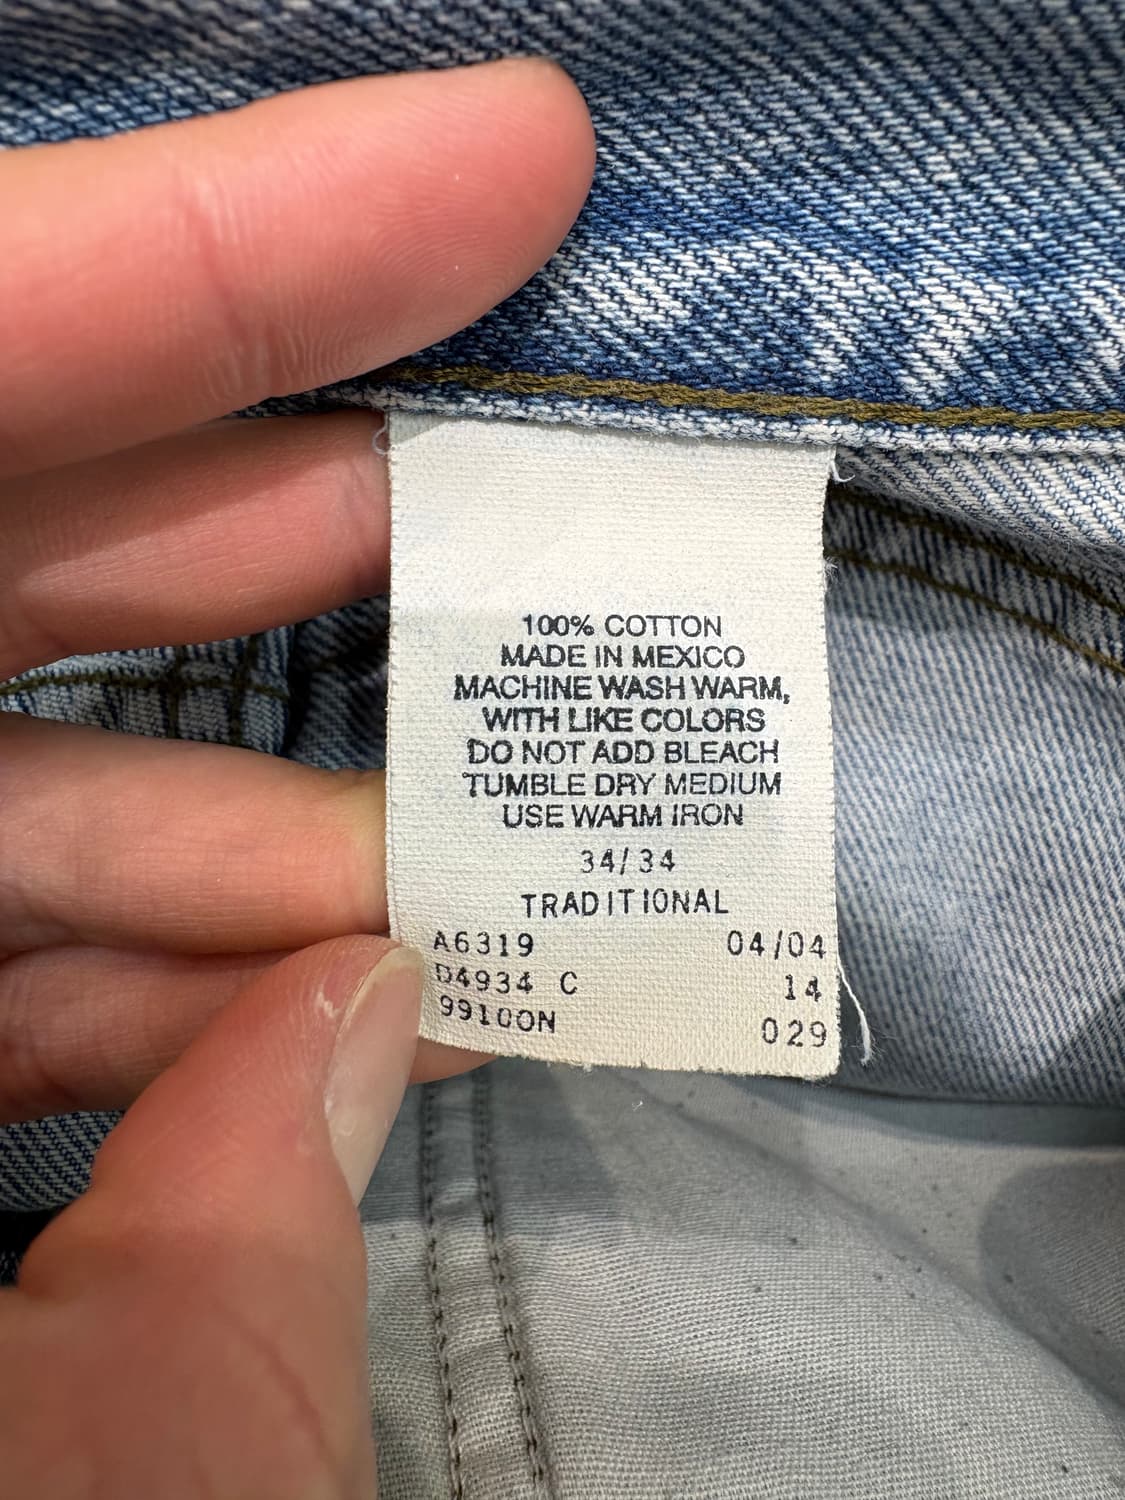 100% COTTON
MADE IN MEXICO
MACHINE WASH WARM,
WITH LIKE COLORS
DO NOT ADD BLEACH
TUMBLE DRY MEDIUM
USE WARM IRON
34/34
TRADITIONAL
A6319 04/04
D4934 C 14
99100N 029